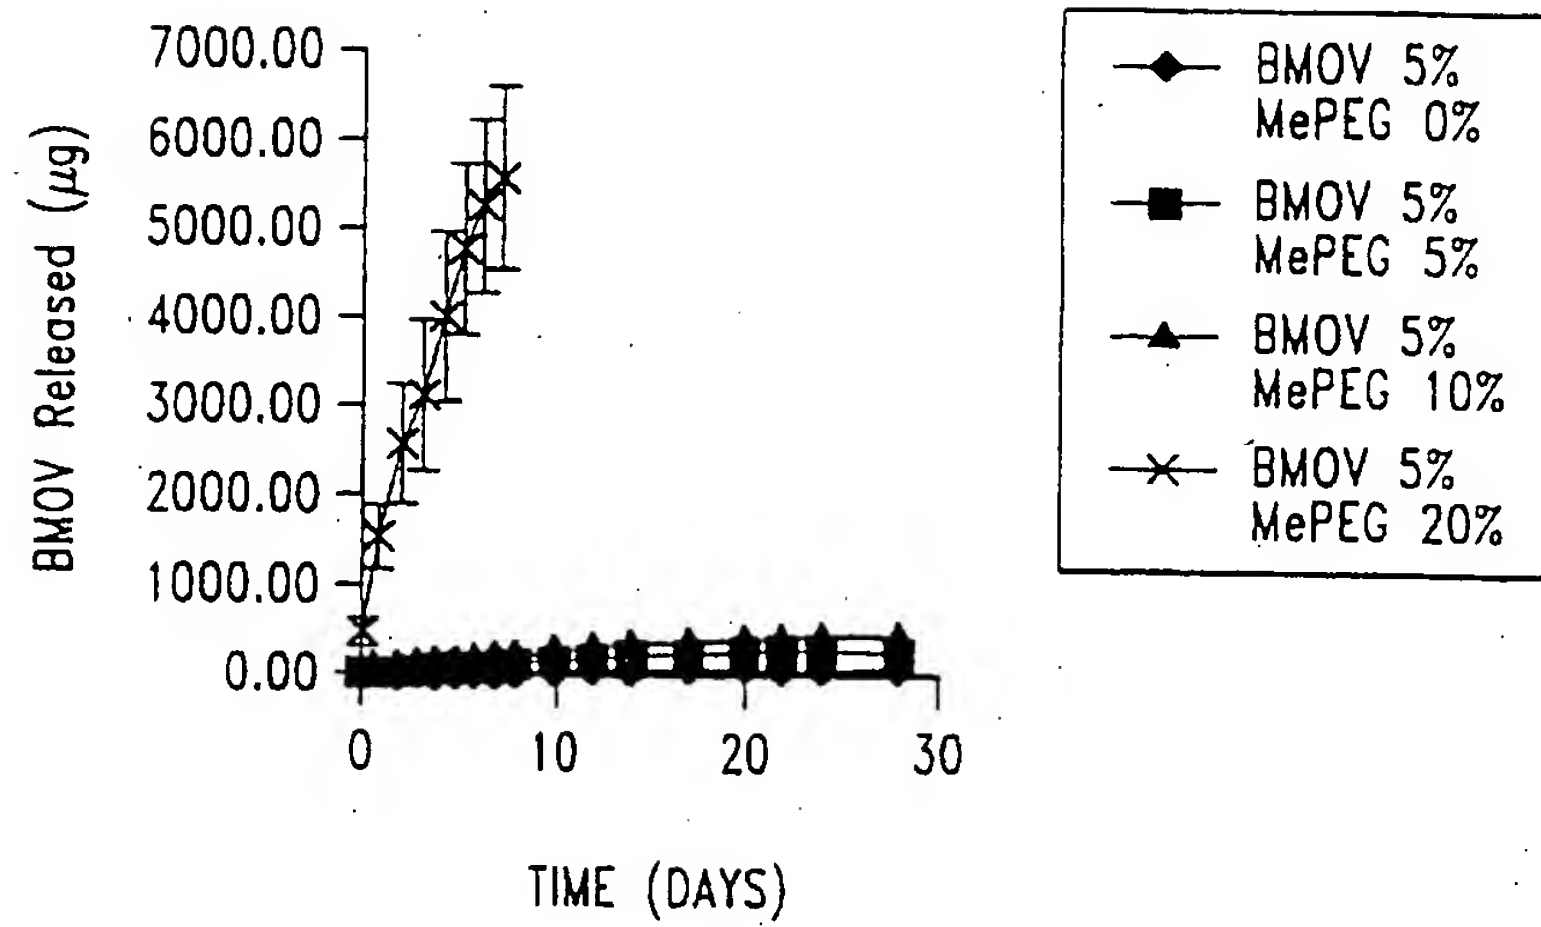 7000.00
6000.00
5000.00
4000.00
3000.00
2000.00
1000.00
0.00
BMOV Released (μg)
0 10 20 30
TIME (DAYS)
BMOV 5%
MePEG 0%
BMOV 5%
MePEG 5%
BMOV 5%
MePEG 10%
BMOV 5%
MePEG 20%